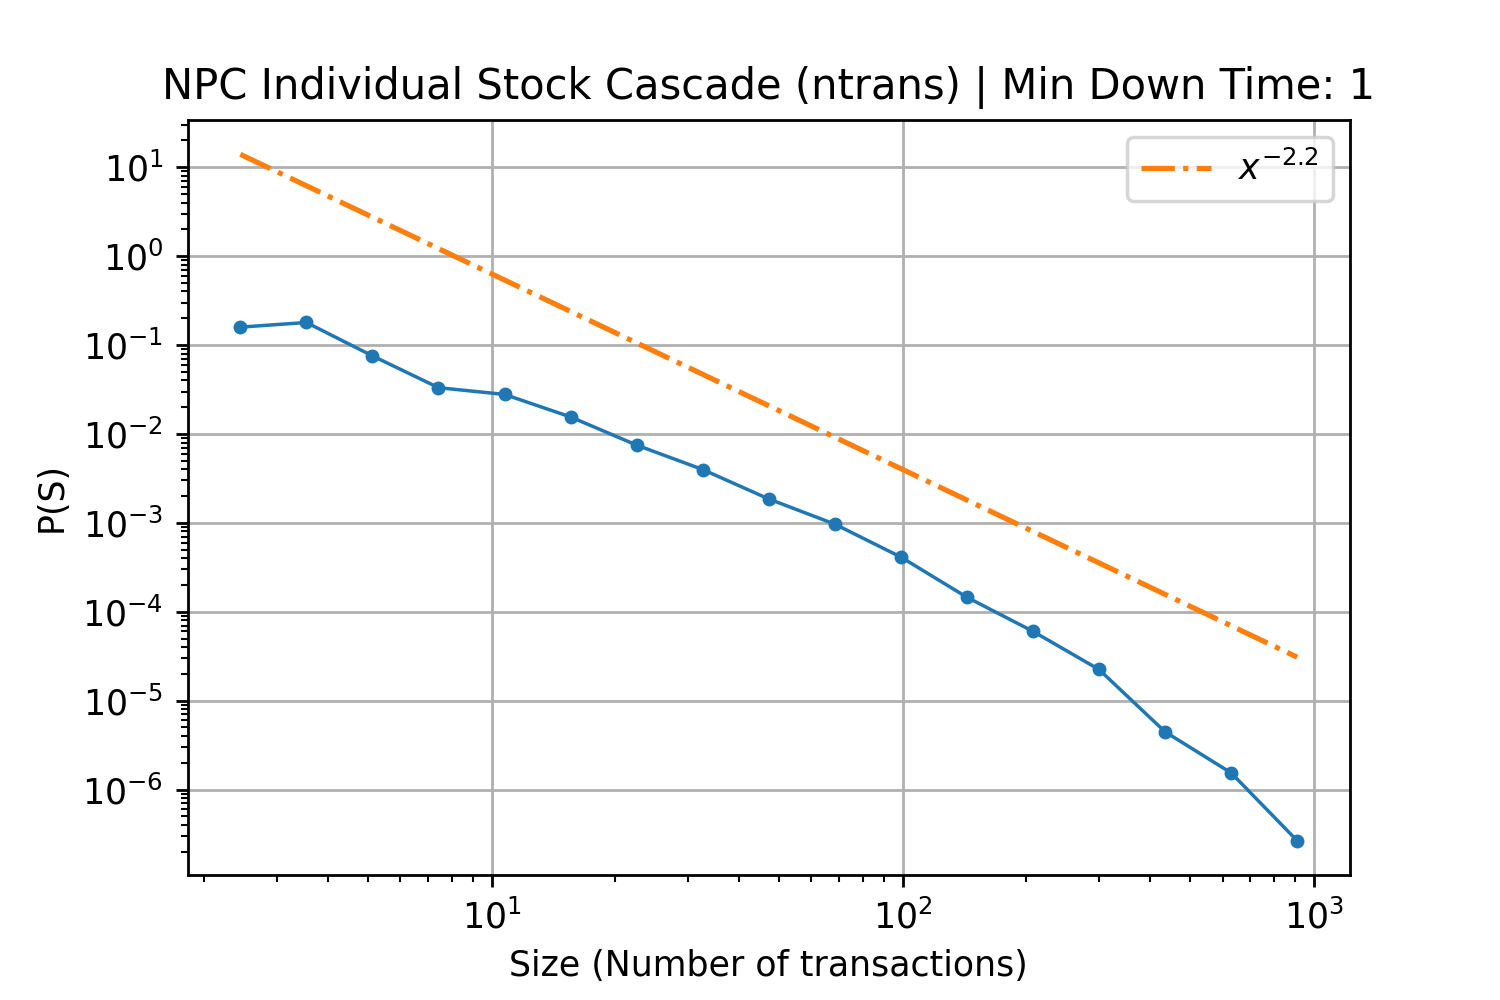 NPC Individual Stock Cascade (ntrans) | Min Down Time: 1
x^{-2.2}
10^1
10^0
10^{-1}
10^{-2}
10^{-3}
10^{-4}
10^{-5}
10^{-6}
P(S)
10^1 10^2 10^3
Size (Number of transactions)